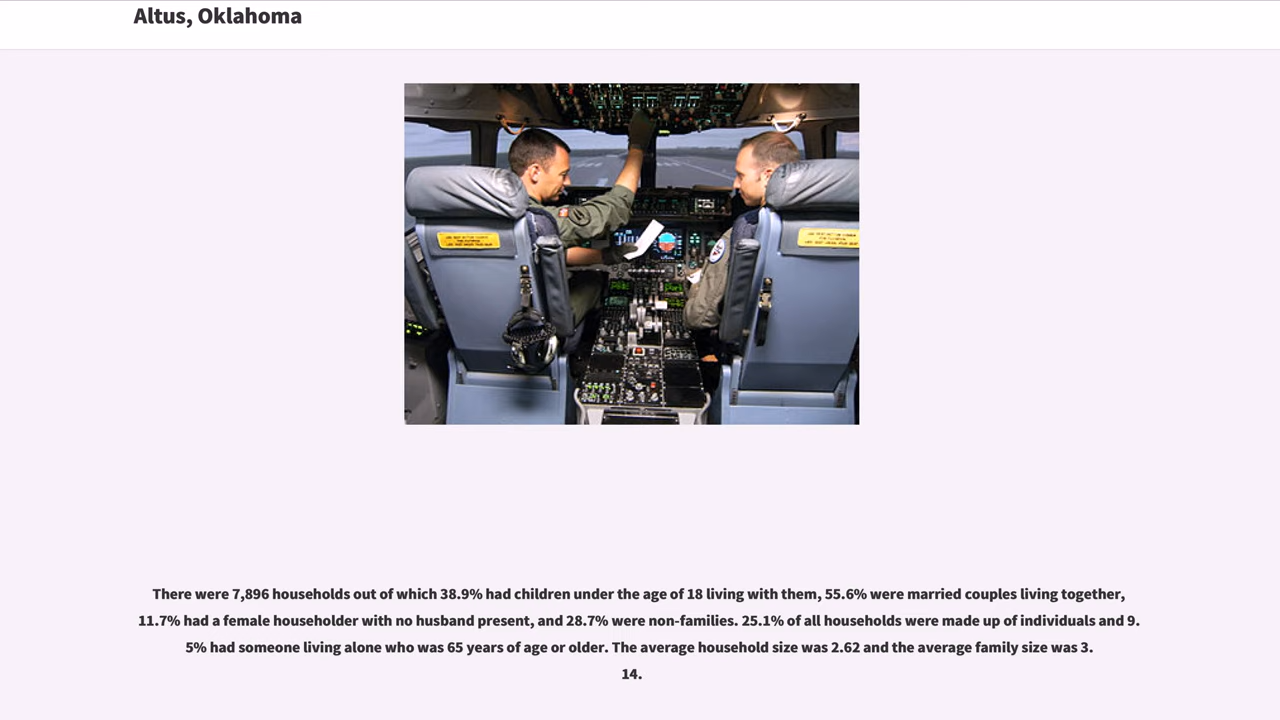 Altus, Oklahoma
There were 7,896 households out of which 38.9% had children under the age of 18 living with them, 55.6% were married couples living together,
11.7% had a female householder with no husband present, and 28.7% were non-families. 25.1% of all households were made up of individuals and 9.
5% had someone living alone who was 65 years of age or older. The average household size was 2.62 and the average family size was 3.
14.